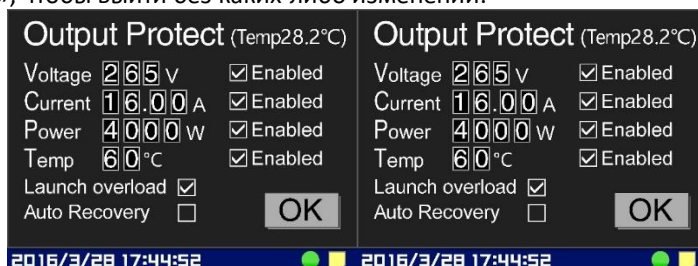 , чтобы выйти без каких-либо изменений.
Output Protect (Temp28.2℃)
Voltage 265 V Enabled
Current 16.00 A Enabled
Power 4000 W Enabled
Temp 60 ℃ Enabled
Launch overload
Auto Recovery OK
2016/3/28 17:44:52
Output Protect (Temp28.2℃)
Voltage 265 V Enabled
Current 16.00 A Enabled
Power 4000 W Enabled
Temp 60 ℃ Enabled
Launch overload
Auto Recovery OK
2016/3/28 17:44:52